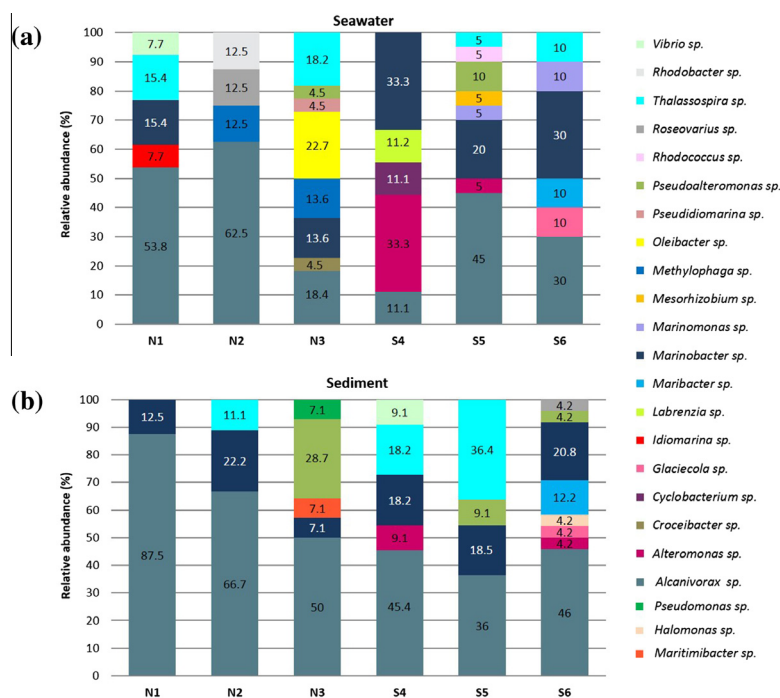 Seawater
(a)
Relative abundance (%)
100
90
80
70
60
50
40
30
20
10
0
7.7
15.4
15.4
7.7
53.8
12.5
12.5
12.5
62.5
18.2
4.5
4.5
22.7
13.6
13.6
4.5
18.4
33.3
11.2
11.1
33.3
11.1
5
5
10
5
5
20
5
45
10
10
30
10
10
30
N1 N2 N3 S4 S5 S6
Sediment
(b)
Relative abundance (%)
100
90
80
70
60
50
40
30
20
10
0
12.5
87.5
11.1
22.2
66.7
7.1
28.7
7.1
7.1
50
9.1
18.2
18.2
9.1
45.4
36.4
9.1
18.5
36
4.2
4.2
20.8
12.2
4.2
4.2
4.2
46
N1 N2 N3 S4 S5 S6
Vibrio sp.
Rhodobacter sp.
Thalassospira sp.
Roseovarius sp.
Rhodococcus sp.
Pseudoalteromonas sp.
Pseudidiomarina sp.
Oleibacter sp.
Methylophaga sp.
Mesorhizobium sp.
Marinomonas sp.
Marinobacter sp.
Maribacter sp.
Labrenzia sp.
Idiomarina sp.
Glaciecola sp.
Cyclobacterium sp.
Croceibacter sp.
Alteromonas sp.
Alcanivorax sp.
Pseudomonas sp.
Halomonas sp.
Maritimibacter sp.